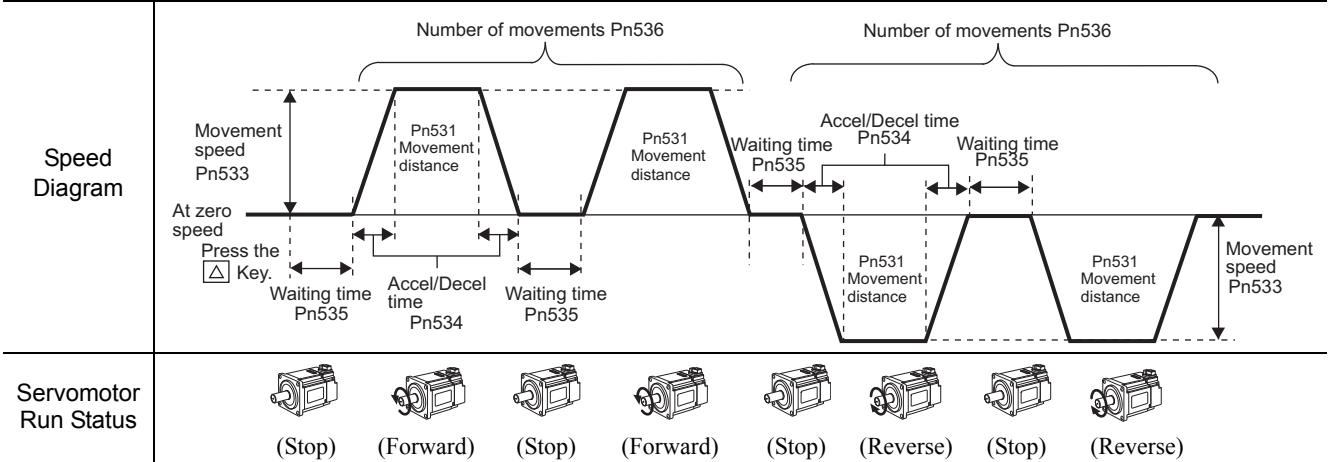 Speed
Diagram
Number of movements Pn536
Number of movements Pn536
Movement
speed
Pn533
Pn531
Movement
distance
Pn531
Movement
distance
Waiting time
Pn535
Accel/Decel time
Pn534
Waiting time
Pn535
At zero
speed
Press the
△ Key.
Waiting time
Pn535
Accel/Decel
time
Pn534
Waiting time
Pn535
Pn531
Movement
distance
Pn531
Movement
distance
Movement
speed
Pn533
Servomotor
Run Status
(Stop) (Forward) (Stop) (Forward) (Stop) (Reverse) (Stop) (Reverse)